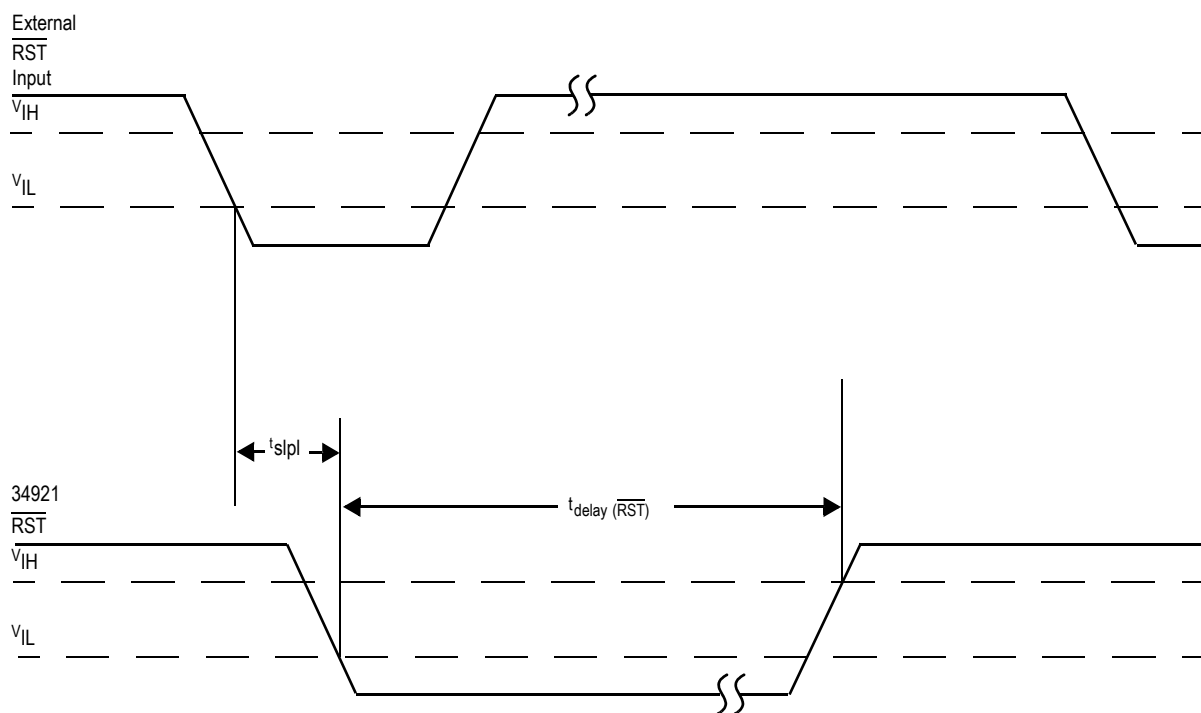 External
RST
Input
VIH
VIL
tslpl
34921
RST
tdelay (RST)
VIH
VIL